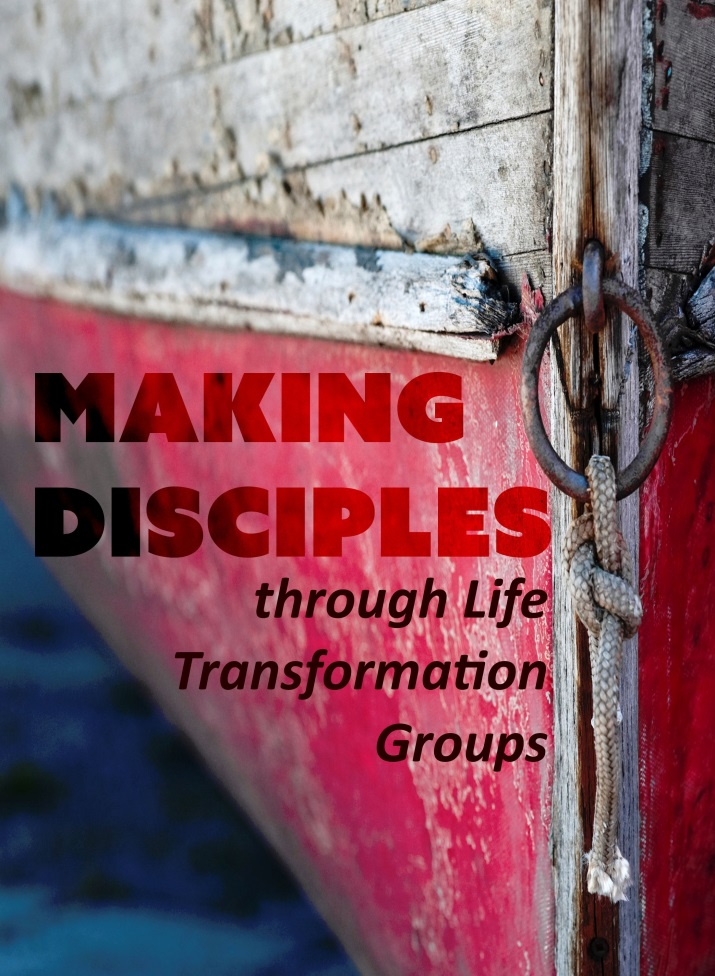 MAKING
DISCIPLES
through Life
Transformation
Groups